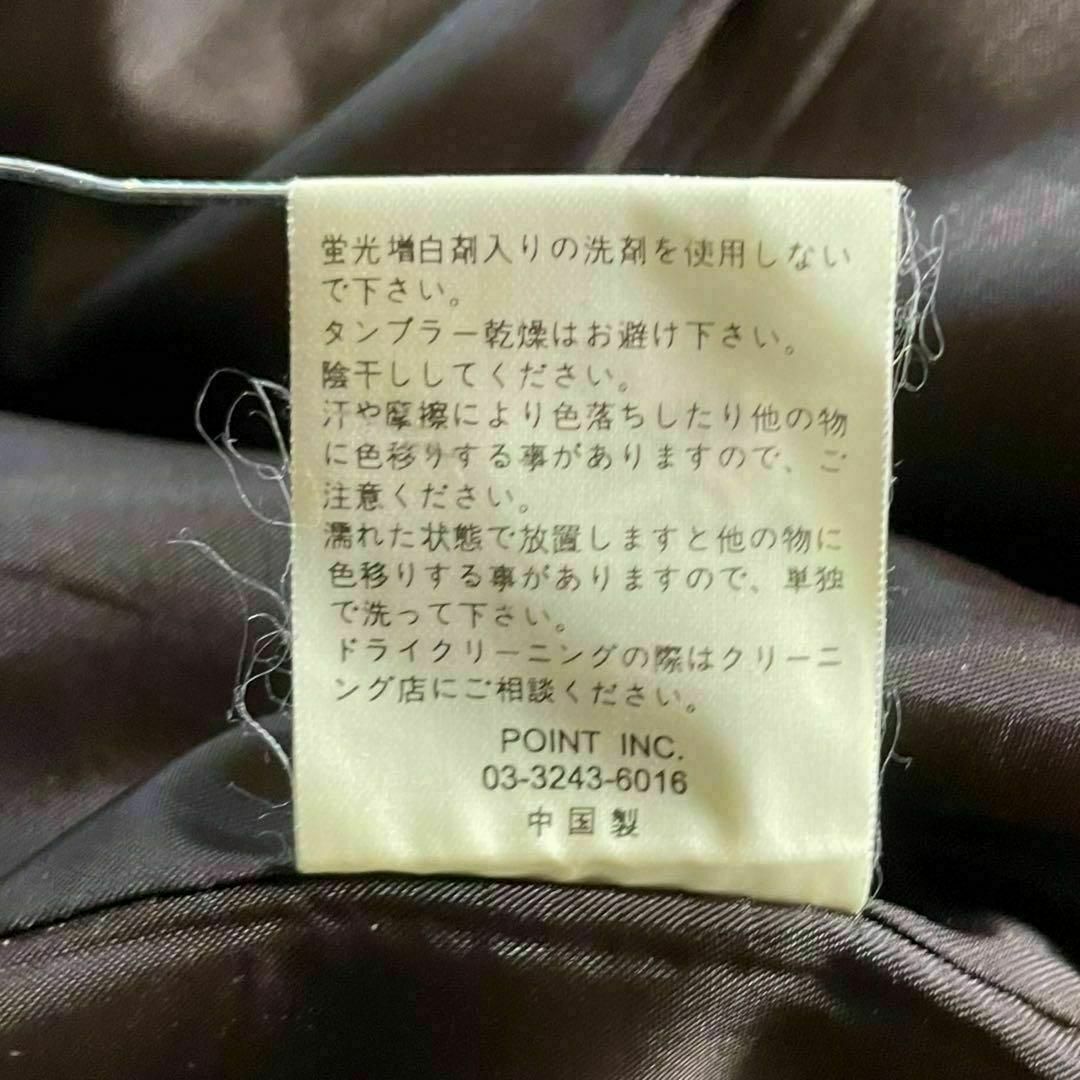 蛍光増白剤入りの洗剤を使用しない
で下さい。
タンブラー乾燥はお避け下さい。
陰干ししてください。
汗や摩擦により色落ちしたり他の物
に色移りする事がありますので、ご
注意ください。
濡れた状態で放置しますと他の物に
色移りする事がありますので、単独
で洗って下さい。
ドライクリーニングの際はクリーニ
ング店にご相談ください。
POINT INC.
03-3243-6016
中国製